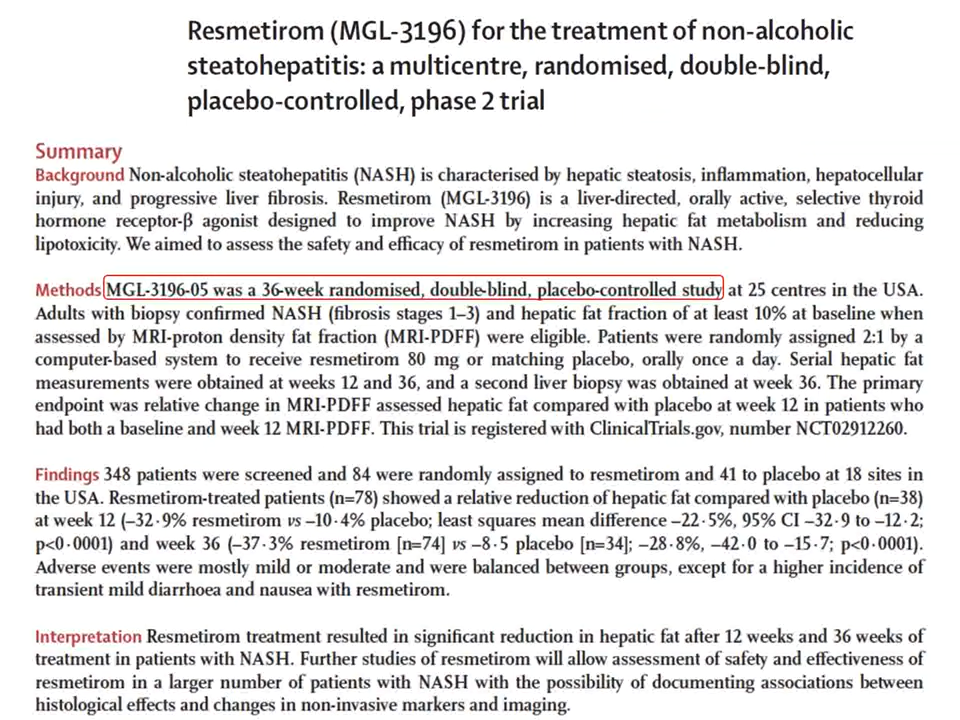 Resmetirom (MGL-3196) for the treatment of non-alcoholic
steatohepatitis: a multicentre, randomised, double-blind,
placebo-controlled, phase 2 trial
Summary
Background Non-alcoholic steatohepatitis (NASH) is characterised by hepatic steatosis, inflammation, hepatocellular
injury, and progressive liver fibrosis. Resmetirom (MGL-3196) is a liver-directed, orally active, selective thyroid
hormone receptor-β agonist designed to improve NASH by increasing hepatic fat metabolism and reducing
lipotoxicity. We aimed to assess the safety and efficacy of resmetirom in patients with NASH.
Methods MGL-3196-05 was a 36-week randomised, double-blind, placebo-controlled study at 25 centres in the USA.
Adults with biopsy confirmed NASH (fibrosis stages 1–3) and hepatic fat fraction of at least 10% at baseline when
assessed by MRI-proton density fat fraction (MRI-PDFF) were eligible. Patients were randomly assigned 2:1 by a
computer-based system to receive resmetirom 80 mg or matching placebo, orally once a day. Serial hepatic fat
measurements were obtained at weeks 12 and 36, and a second liver biopsy was obtained at week 36. The primary
endpoint was relative change in MRI-PDFF assessed hepatic fat compared with placebo at week 12 in patients who
had both a baseline and week 12 MRI-PDFF. This trial is registered with ClinicalTrials.gov, number NCT02912260.
Findings 348 patients were screened and 84 were randomly assigned to resmetirom and 41 to placebo at 18 sites in
the USA. Resmetirom-treated patients (n=78) showed a relative reduction of hepatic fat compared with placebo (n=38)
at week 12 (–32·9% resmetirom vs –10·4% placebo; least squares mean difference –22·5%, 95% CI –32·9 to –12·2;
p<0·0001) and week 36 (–37·3% resmetirom [n=74] vs –8·5 placebo [n=34]; –28·8%, –42·0 to –15·7; p<0·0001).
Adverse events were mostly mild or moderate and were balanced between groups, except for a higher incidence of
transient mild diarrhoea and nausea with resmetirom.
Interpretation Resmetirom treatment resulted in significant reduction in hepatic fat after 12 weeks and 36 weeks of
treatment in patients with NASH. Further studies of resmetirom will allow assessment of safety and effectiveness of
resmetirom in a larger number of patients with NASH with the possibility of documenting associations between
histological effects and changes in non-invasive markers and imaging.